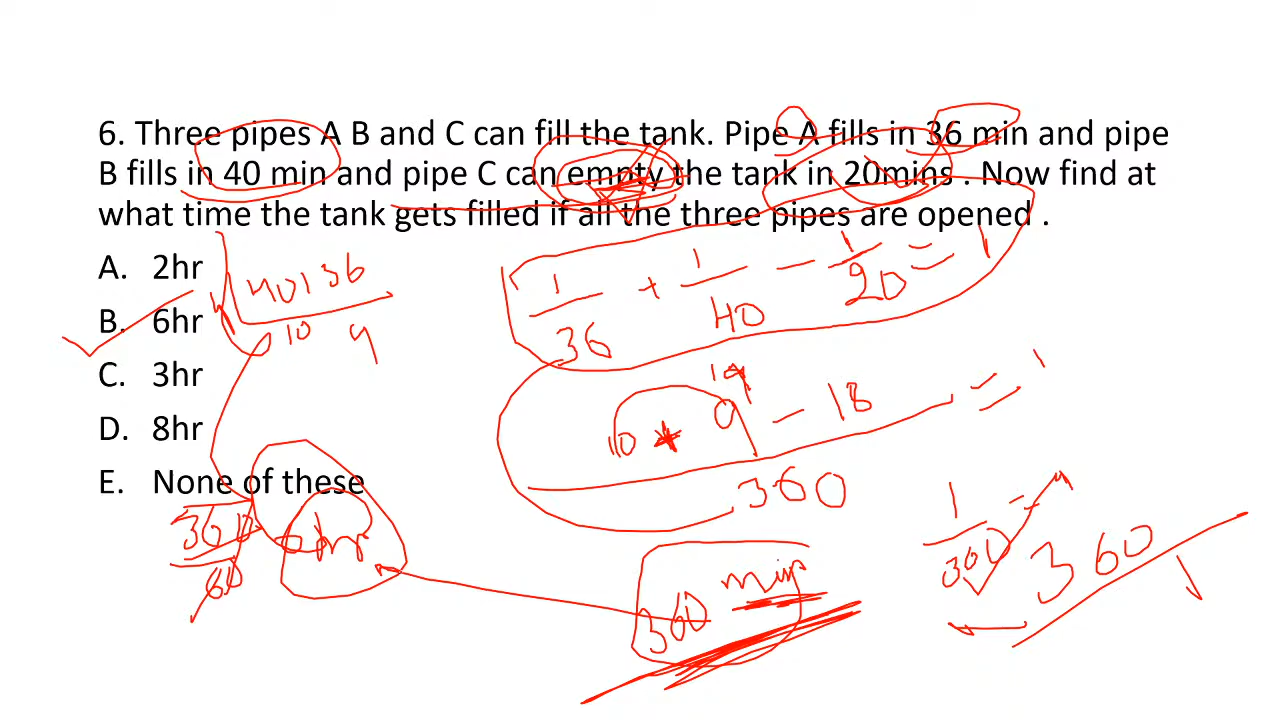 6. Three pipes A B and C can fill the tank. Pipe A fills in 36 min and pipe
B fills in 40 min and pipe C can empty the tank in 20mins . Now find at
what time the tank gets filled if all the three pipes are opened .
A. 2hr
B. 6hr
C. 3hr
D. 8hr
E. None of these
4 40,36
10 9
1/36 + 1/40 - 1/20 = 1
10 + 9 - 18 = 1
360
1/360 =
360
1
360/60
6hr
360 min